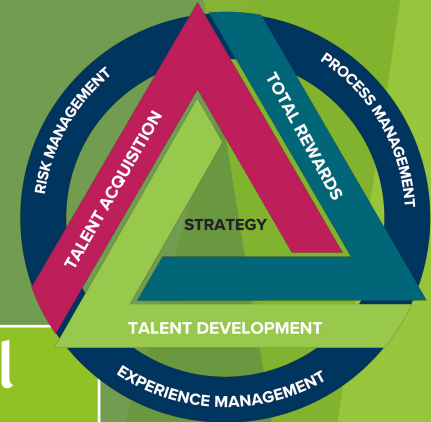 RISK MANAGEMENT
PROCESS MANAGEMENT
TALENT ACQUISITION
TOTAL REWARDS
STRATEGY
TALENT DEVELOPMENT
EXPERIENCE MANAGEMENT
l